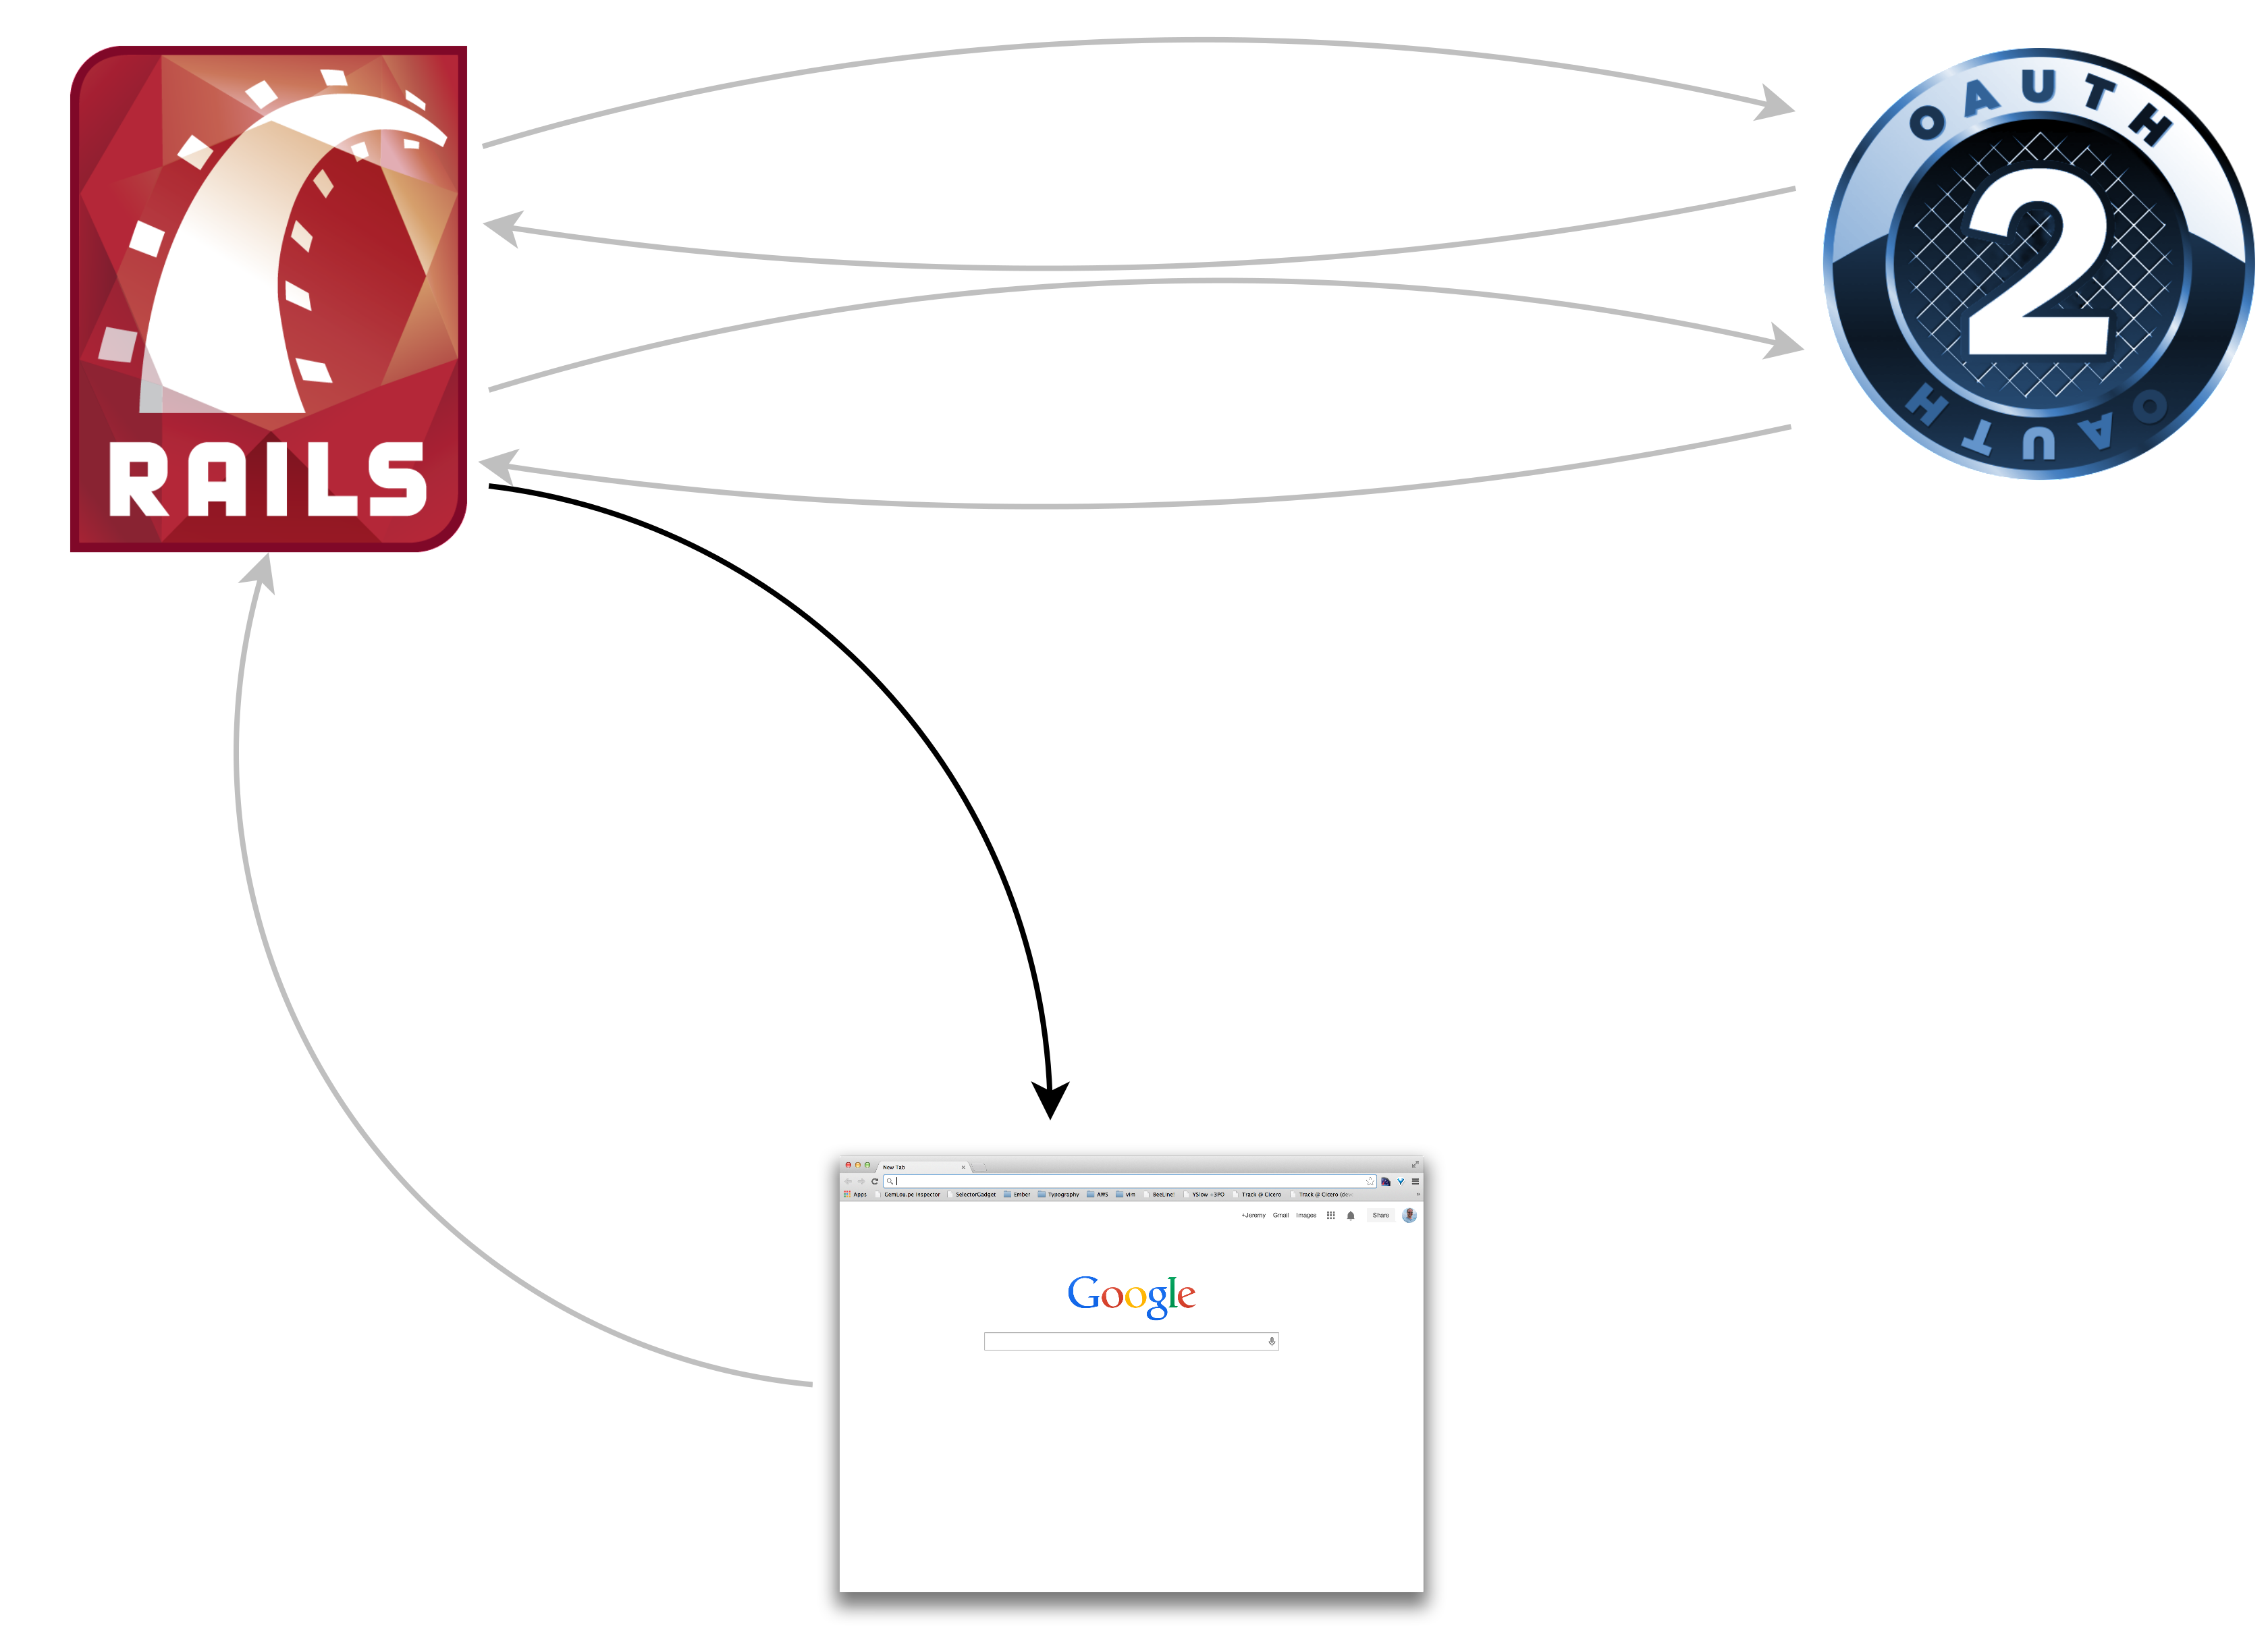 RAILS
OAUTH
2
OAUTH
New Tab
Apps GemLou.pe Inspector SelectorGadget Ember Typography AWS vim BeeLine! YSlow +3PO Track @ Cicero Track @ Cicero (dev
+Jeremy Gmail Images Share
Google